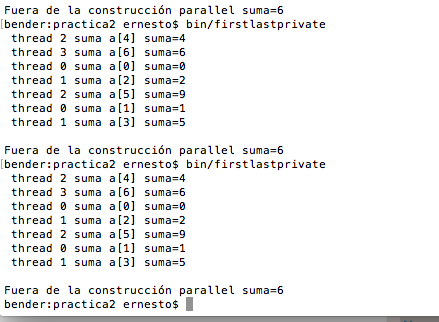 Fuera de la construcción parallel suma=6
[bender:practica2 ernesto$ bin/firstlastprivate
thread 2 suma a[4] suma=4
thread 3 suma a[6] suma=6
thread 0 suma a[0] suma=0
thread 1 suma a[2] suma=2
thread 2 suma a[5] suma=9
thread 0 suma a[1] suma=1
thread 1 suma a[3] suma=5
Fuera de la construcción parallel suma=6
[bender:practica2 ernesto$ bin/firstlastprivate
thread 2 suma a[4] suma=4
thread 3 suma a[6] suma=6
thread 0 suma a[0] suma=0
thread 1 suma a[2] suma=2
thread 2 suma a[5] suma=9
thread 0 suma a[1] suma=1
thread 1 suma a[3] suma=5
Fuera de la construcción parallel suma=6
bender:practica2 ernesto$